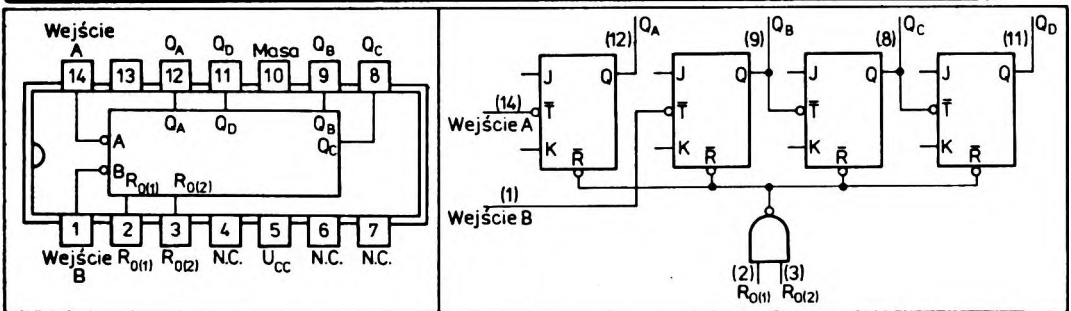 Wejście
A
QA QD Masa QB QC
14 13 12 11 10 9 8
QA QD QB
A
QC
B
R0(1) R0(2)
1 2 3 4 5 6 7
Wejście R0(1) R0(2) N.C. UCC N.C. N.C.
B
QA QB QC QD
(12) (9) (8) (11)
J Q J Q J Q J Q
(14) T̅ T̅ T̅ T̅
Wejście A
K K K K
R̅ R̅ R̅ R̅
(1)
Wejście B
(2) (3)
R0(1) R0(2)